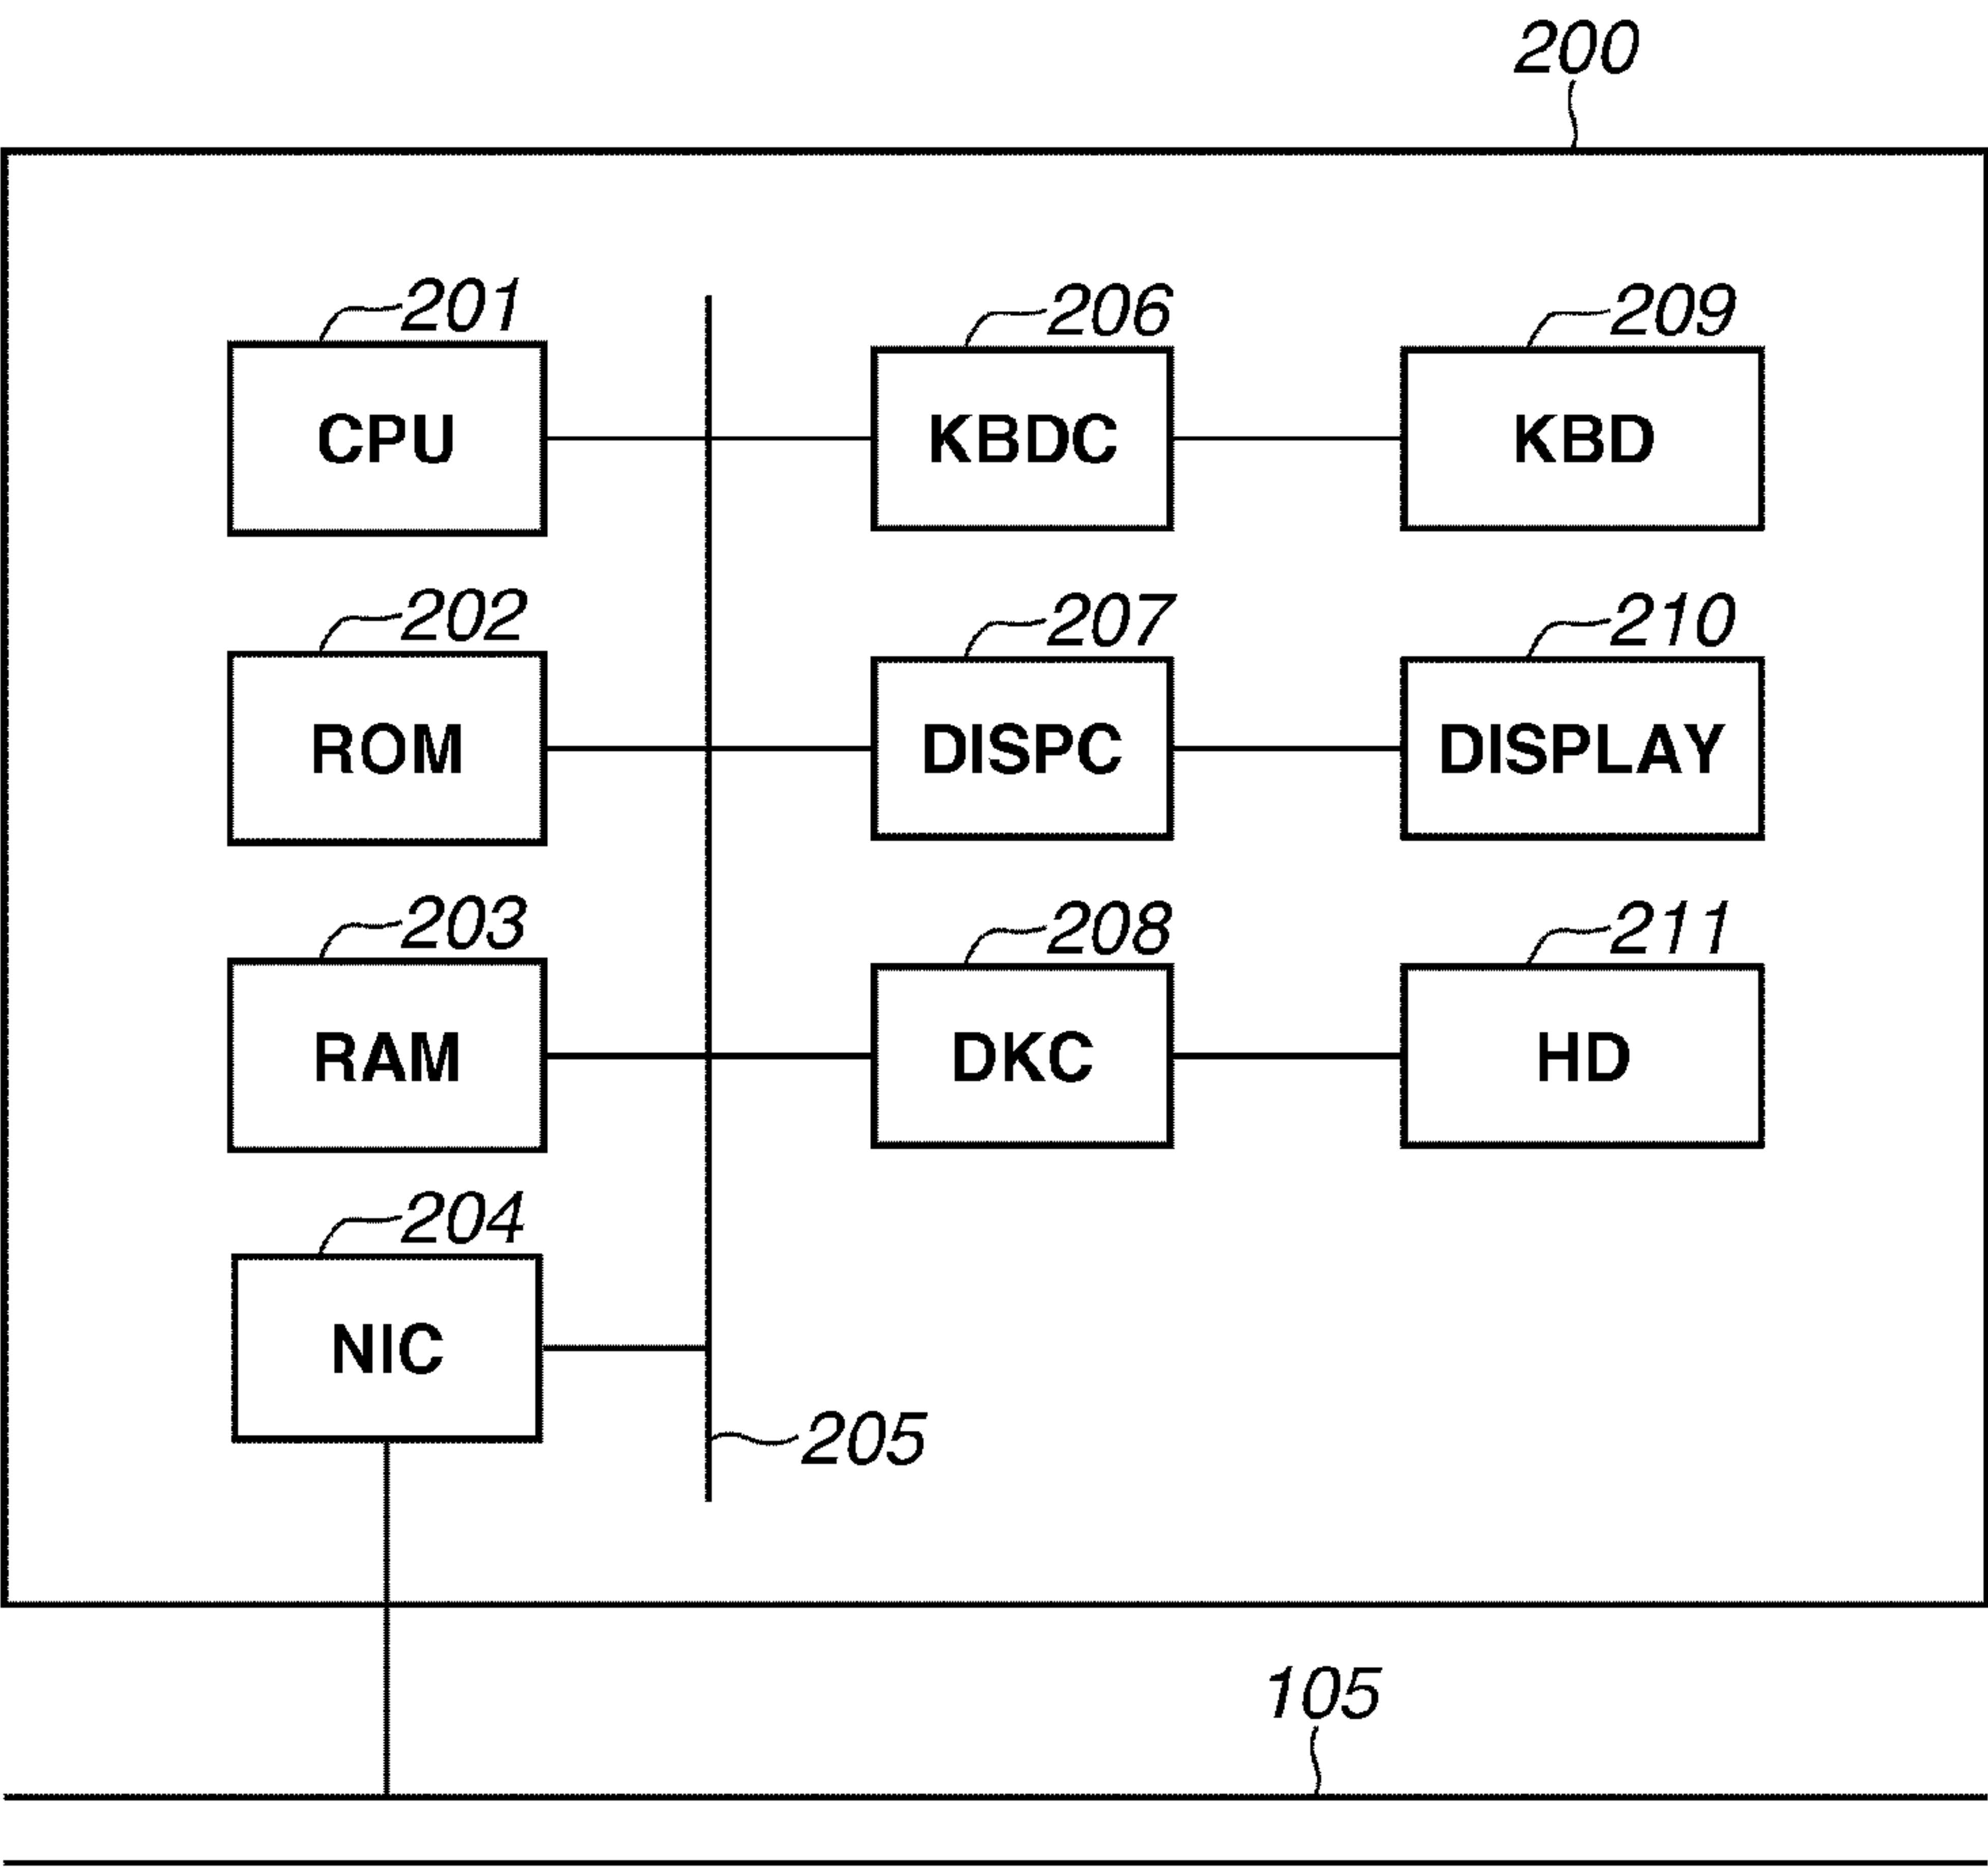 200
201
206
209
CPU
KBDC
KBD
202
207
210
ROM
DISPC
DISPLAY
203
208
211
RAM
DKC
HD
204
NIC
205
105